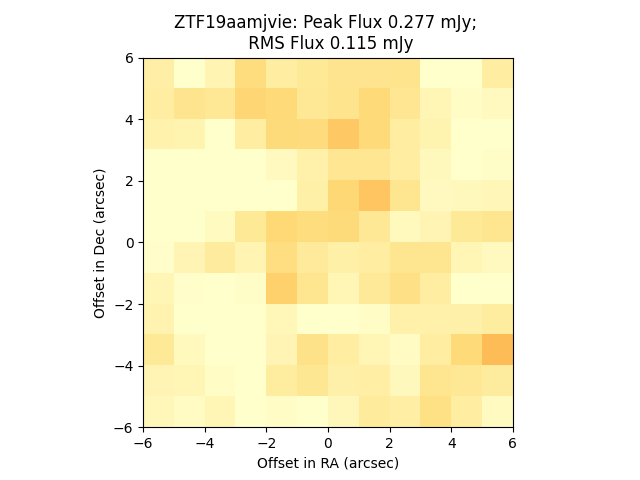 ZTF19aamjvie: Peak Flux 0.277 mJy;
RMS Flux 0.115 mJy
6
4
2
0
−2
−4
−6
Offset in Dec (arcsec)
−6 −4 −2 0 2 4 6
Offset in RA (arcsec)